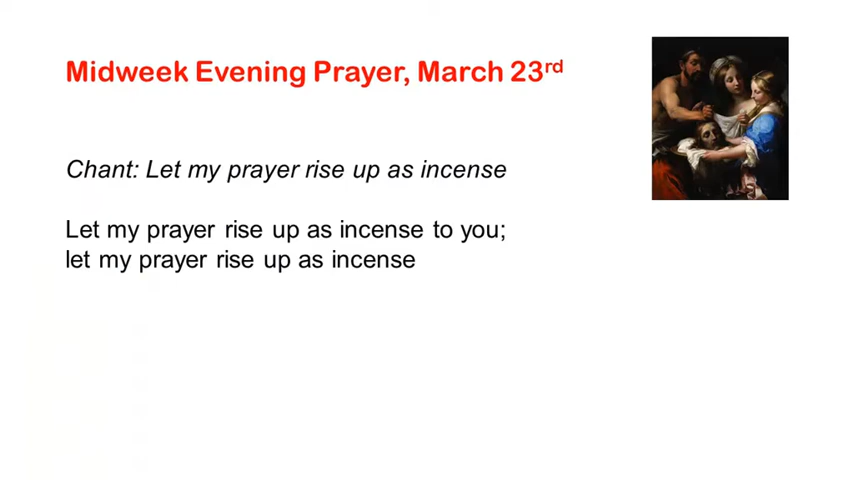 Midweek Evening Prayer, March 23rd
Chant: Let my prayer rise up as incense
Let my prayer rise up as incense to you;
let my prayer rise up as incense